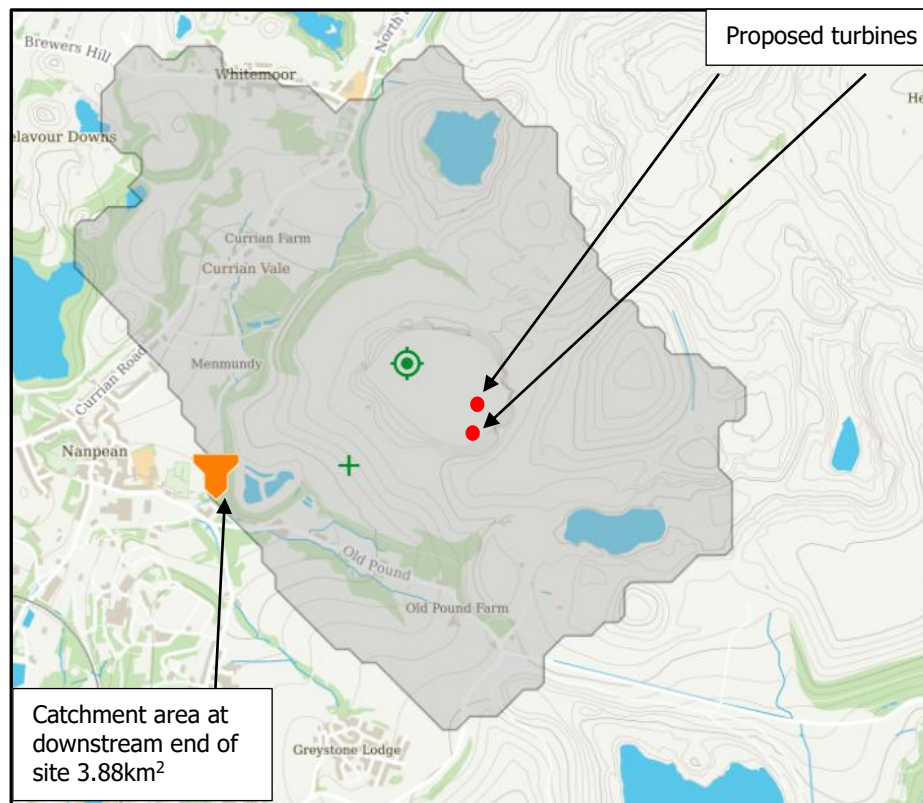 Proposed turbines
Brewers Hill
Whitemoor
North
elavour Downs
He
Currian Farm
Currian Vale
Menmundy
Currian Road
Nanpean
Old Pound
Old Pound Farm
Greystone Lodge
Catchment area at
downstream end of
site 3.88km²